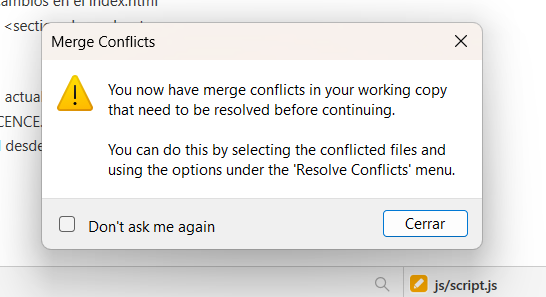 ambios en el index.html
<section
Merge Conflicts
actua
You now have merge conflicts in your working copy
that need to be resolved before continuing.
CENCE
desde
You can do this by selecting the conflicted files and
using the options under the 'Resolve Conflicts' menu.
Don't ask me again
Cerrar
js/script.js